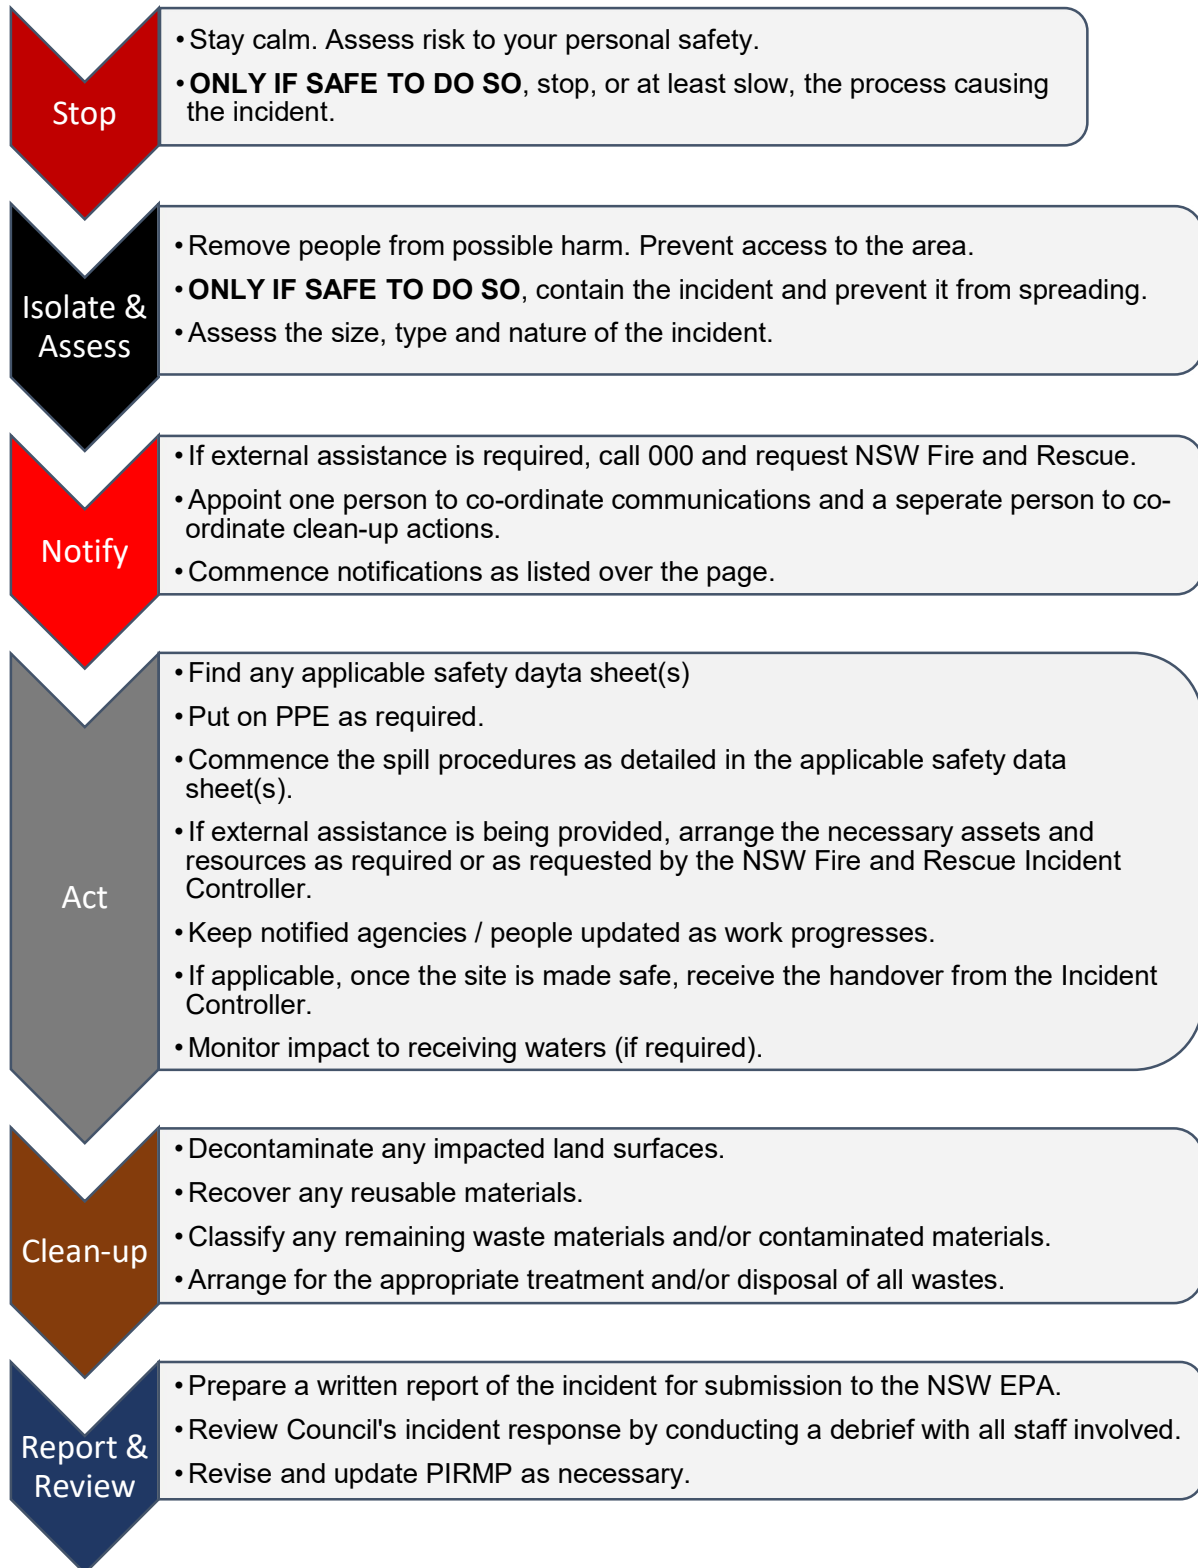 Stop
• Stay calm. Assess risk to your personal safety.
• ONLY IF SAFE TO DO SO, stop, or at least slow, the process causing
the incident.
Isolate &
Assess
• Remove people from possible harm. Prevent access to the area.
• ONLY IF SAFE TO DO SO, contain the incident and prevent it from spreading.
• Assess the size, type and nature of the incident.
Notify
• If external assistance is required, call 000 and request NSW Fire and Rescue.
• Appoint one person to co-ordinate communications and a seperate person to co-
ordinate clean-up actions.
• Commence notifications as listed over the page.
Act
• Find any applicable safety dayta sheet(s)
• Put on PPE as required.
• Commence the spill procedures as detailed in the applicable safety data
sheet(s).
• If external assistance is being provided, arrange the necessary assets and
resources as required or as requested by the NSW Fire and Rescue Incident
Controller.
• Keep notified agencies / people updated as work progresses.
• If applicable, once the site is made safe, receive the handover from the Incident
Controller.
• Monitor impact to receiving waters (if required).
Clean-up
• Decontaminate any impacted land surfaces.
• Recover any reusable materials.
• Classify any remaining waste materials and/or contaminated materials.
• Arrange for the appropriate treatment and/or disposal of all wastes.
Report &
Review
• Prepare a written report of the incident for submission to the NSW EPA.
• Review Council's incident response by conducting a debrief with all staff involved.
• Revise and update PIRMP as necessary.